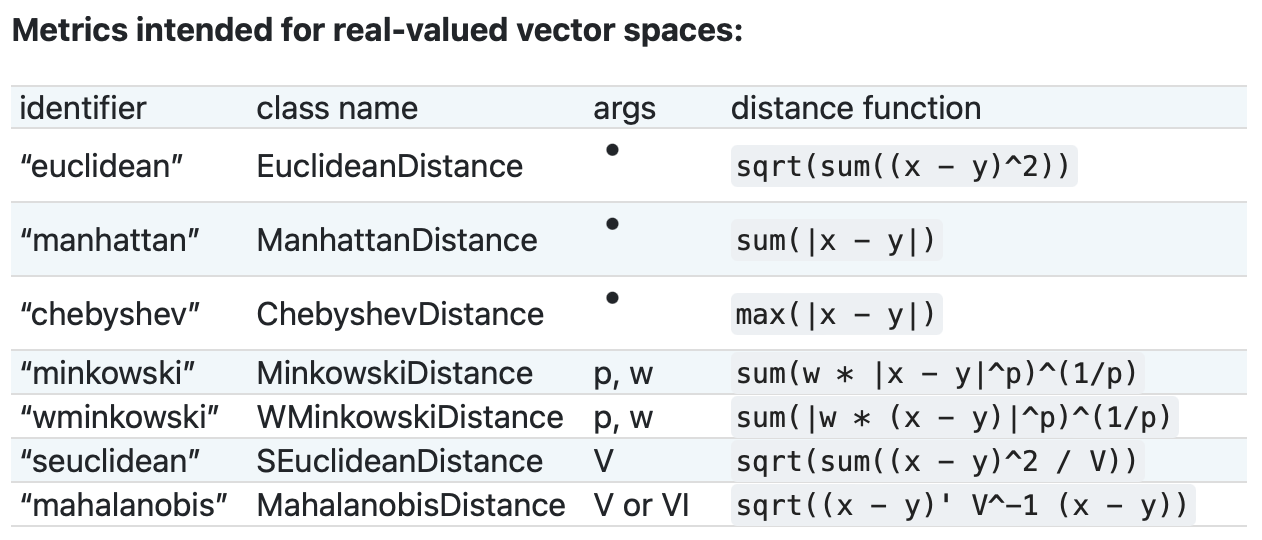 Metrics intended for real-valued vector spaces:
identifier class name args distance function
“euclidean” EuclideanDistance • sqrt(sum((x - y)^2))
“manhattan” ManhattanDistance • sum(|x - y|)
“chebyshev” ChebyshevDistance • max(|x - y|)
“minkowski” MinkowskiDistance p, w sum(w * |x - y|^p)^(1/p)
“wminkowski” WMinkowskiDistance p, w sum(|w * (x - y)|^p)^(1/p)
“seuclidean” SEuclideanDistance V sqrt(sum((x - y)^2 / V))
“mahalanobis” MahalanobisDistance V or VI sqrt((x - y)' V^-1 (x - y))